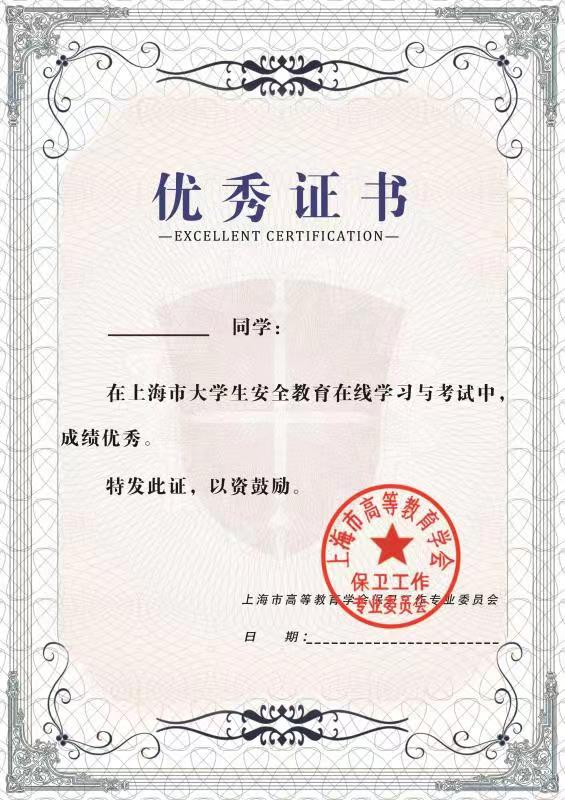 优秀证书
—EXCELLENT CERTIFICATION—
__________ 同学：
在上海市大学生安全教育在线学习与考试中，
成绩优秀。
特发此证，以资鼓励。
上海市高等教育学会
保卫工作
专业委员会
上海市高等教育学会保卫工作专业委员会
日 期：_______________________